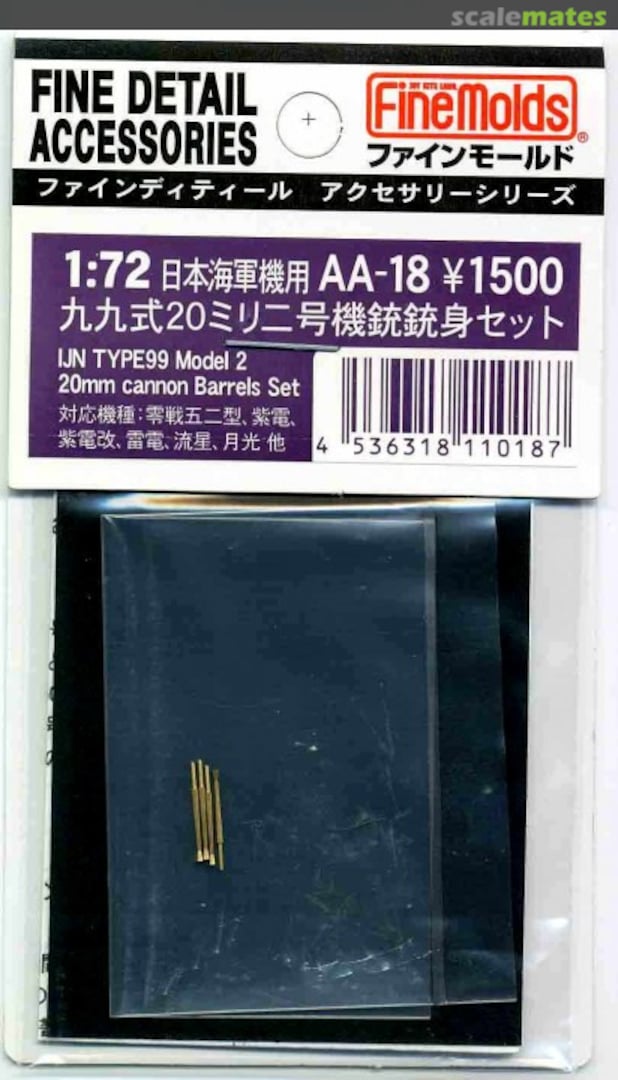 scalemates
FINE DETAIL
ACCESSORIES
JET KITS LABO.
FineMolds®
ファインモールド
ファインディティール アクセサリーシリーズ
1:72 日本海軍機用 AA-18 ¥1500
九九式20ミリ二号機銃銃身セット
IJN TYPE99 Model 2
20mm cannon Barrels Set
対応機種:零戦五二型、紫電、
紫電改、雷電、流星、月光 他
4 536318 110187